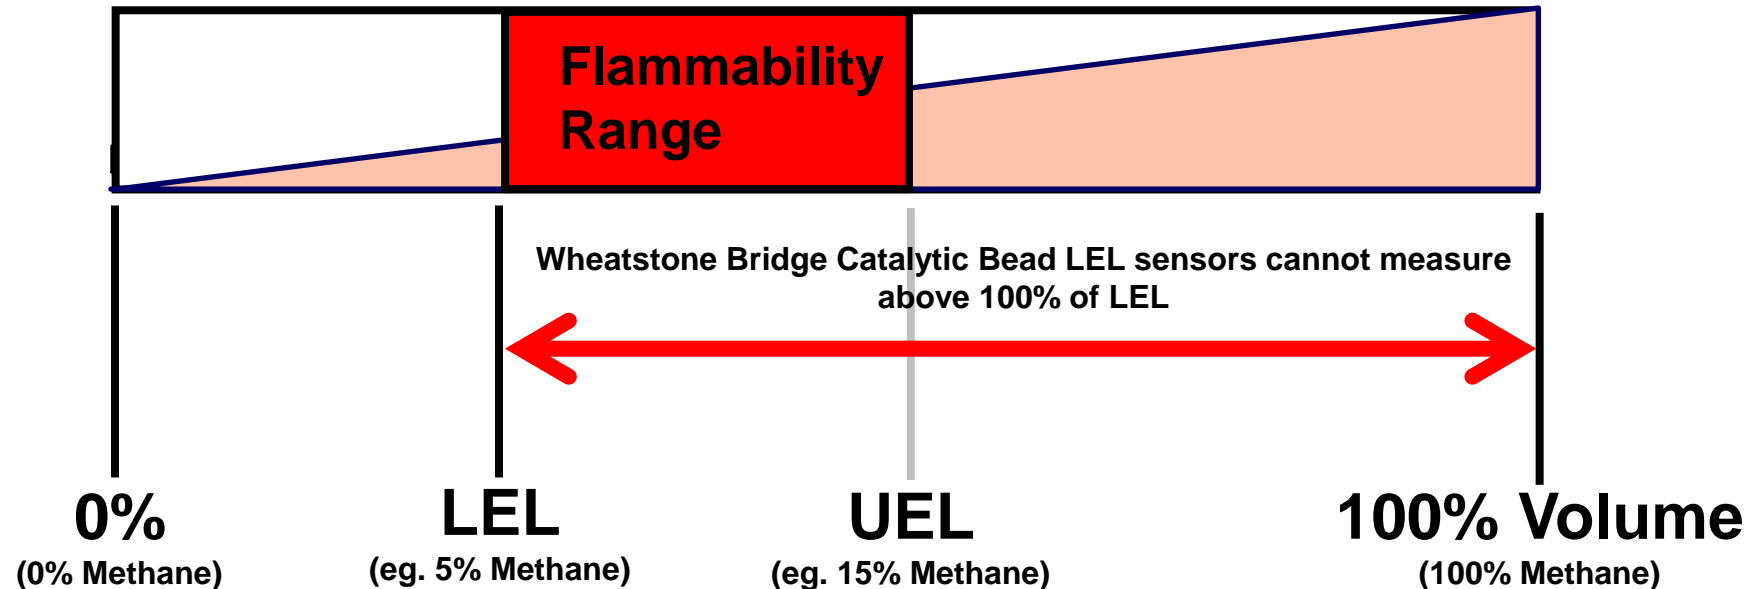 Flammability
Range
Wheatstone Bridge Catalytic Bead LEL sensors cannot measure
above 100% of LEL
0%
(0% Methane)
LEL
(eg. 5% Methane)
UEL
(eg. 15% Methane)
100% Volume
(100% Methane)